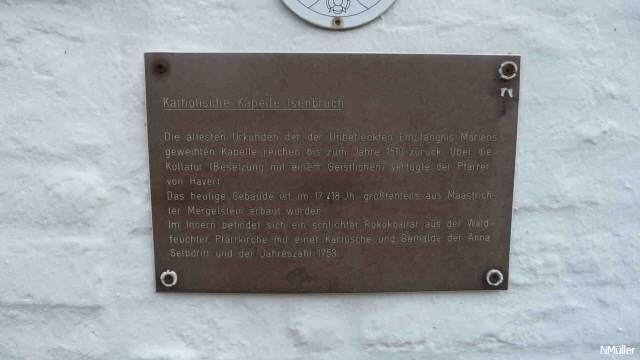 Katholische Kapelle Isenbruch
Die ältesten Urkunden der der Unbefleckten Empfängnis Mariens
geweihten Kapelle reichen bis zum Jahre 1510 zurück. Über die
Kollatur (Besetzung mit einem Geistlichen) verfügte der Pfarrer
von Havert.
Das heutige Gebäude ist im 17./18. Jh. größtenteils aus Maastrich-
ter Mergelstein erbaut worden.
Im Innern befindet sich ein schlichter Rokokoaltar aus der Wald-
feuchter Pfarrkirche mit einer Kartusche und Gemälde der Anna
Selbdritt und der Jahreszahl 1753.
NMüller